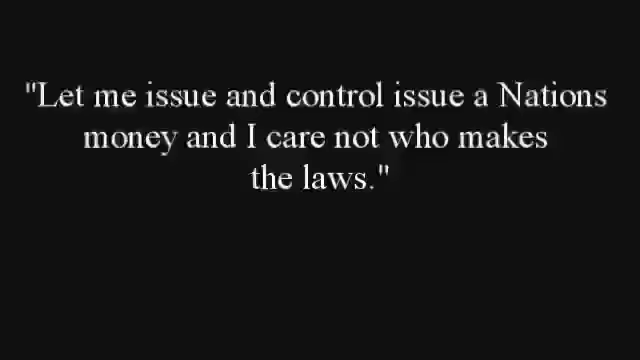 "Let me issue and control issue a Nations
money and I care not who makes
the laws."